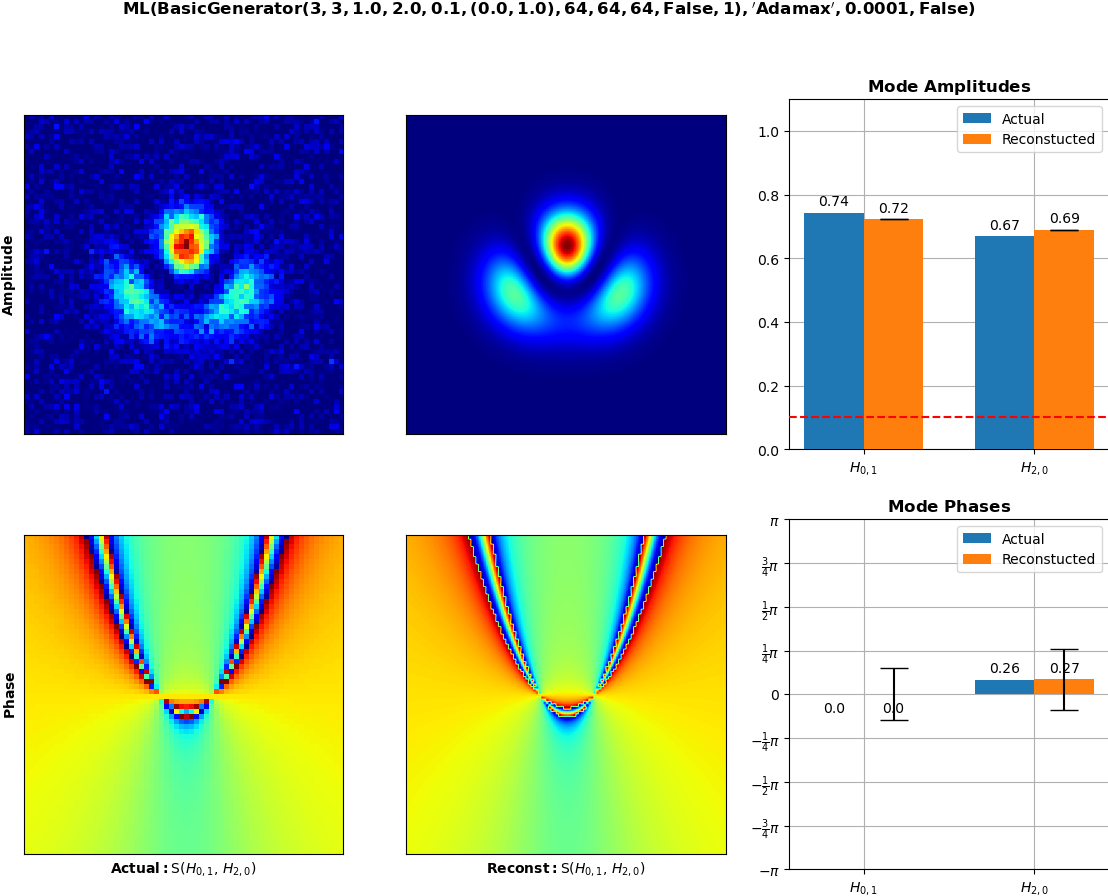 ML(BasicGenerator(3, 3, 1.0, 2.0, 0.1, (0.0, 1.0), 64, 64, 64, False, 1), ′Adamax′, 0.0001, False)
Amplitude
Mode Amplitudes
Actual
Reconstucted
1.0
0.8
0.6
0.4
0.2
0.0
0.74
0.72
0.67
0.69
H0, 1
H2, 0
Phase
Actual: S(H0, 1, H2, 0)
Reconst: S(H0, 1, H2, 0)
Mode Phases
Actual
Reconstucted
π
3/4π
1/2π
1/4π
0
−1/4π
−1/2π
−3/4π
−π
0.0
0.0
0.26
0.27
H0, 1
H2, 0